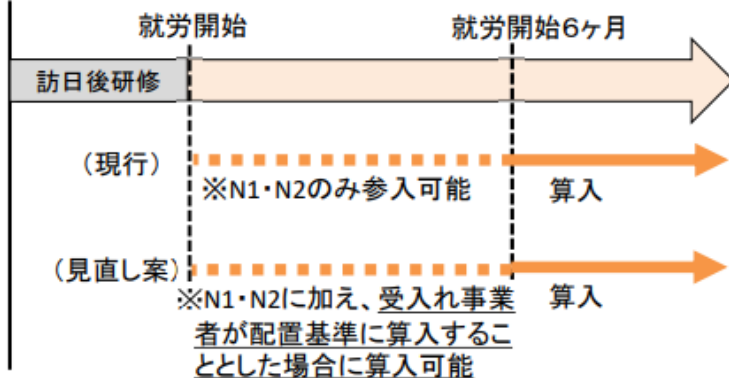 就労開始
就労開始6ヶ月
訪日後研修
（現行）
※N1・N2のみ参入可能
算入
（見直し案）
※N1・N2に加え、受入れ事業
者が配置基準に算入するこ
ととした場合に算入可能
算入